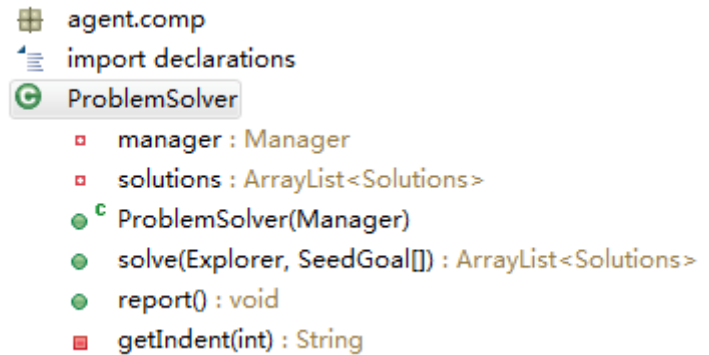 agent.comp
import declarations
ProblemSolver
manager : Manager
solutions : ArrayList<Solutions>
C ProblemSolver(Manager)
solve(Explorer, SeedGoal[]) : ArrayList<Solutions>
report() : void
getIndent(int) : String